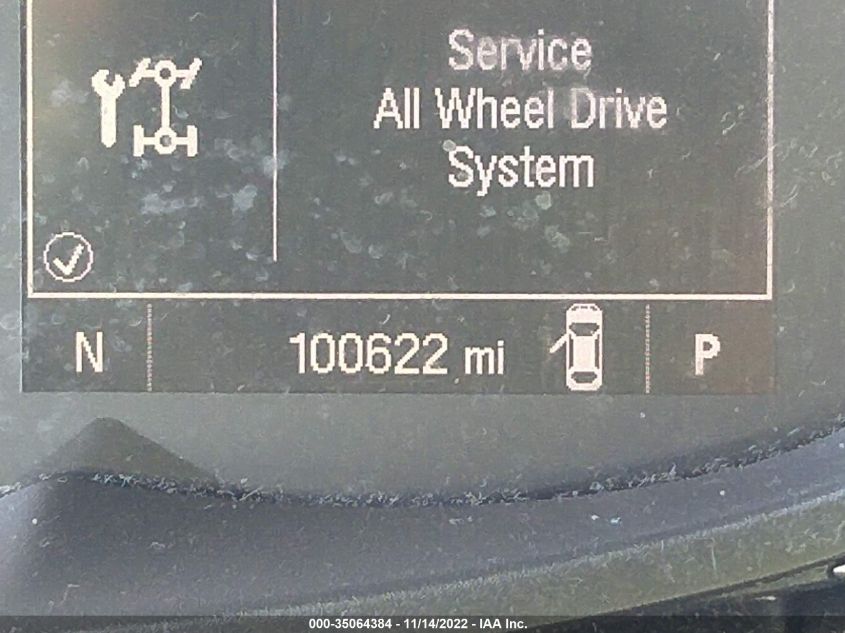 Service
All Wheel Drive
System
N 100622 mi P
000-35064384 - 11/14/2022 - IAA Inc.